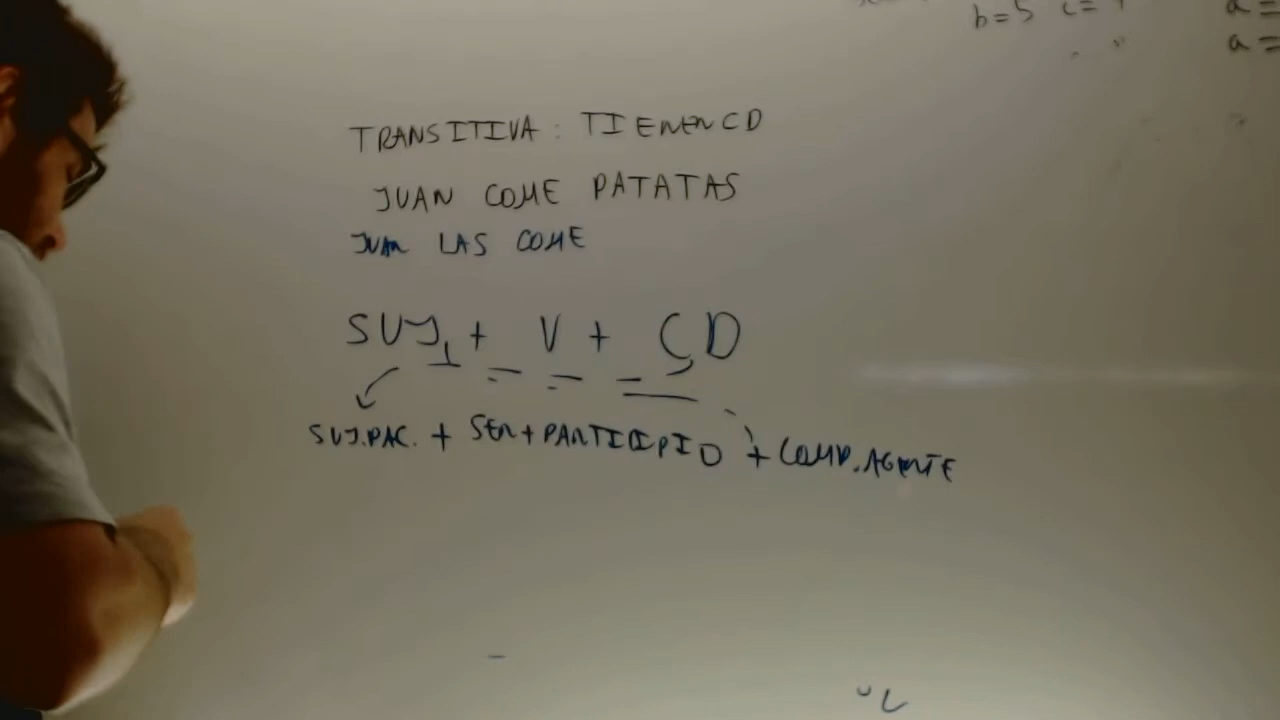 b=5 c=
a=
a=
TRANSITIVA: TIENEN CD
JUAN COME PATATAS
JUAN LAS COME
SUJ + V + CD
SUJ.PAC. + SER + PARTICIPIO + COMP. AGENTE